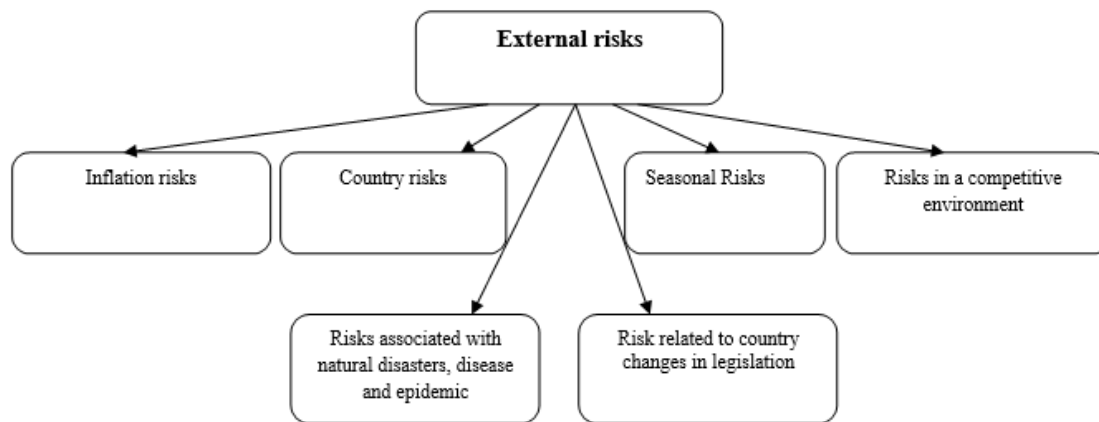 External risks
Inflation risks
Country risks
Seasonal Risks
Risks in a competitive
environment
Risks associated with
natural disasters, disease
and epidemic
Risk related to country
changes in legislation